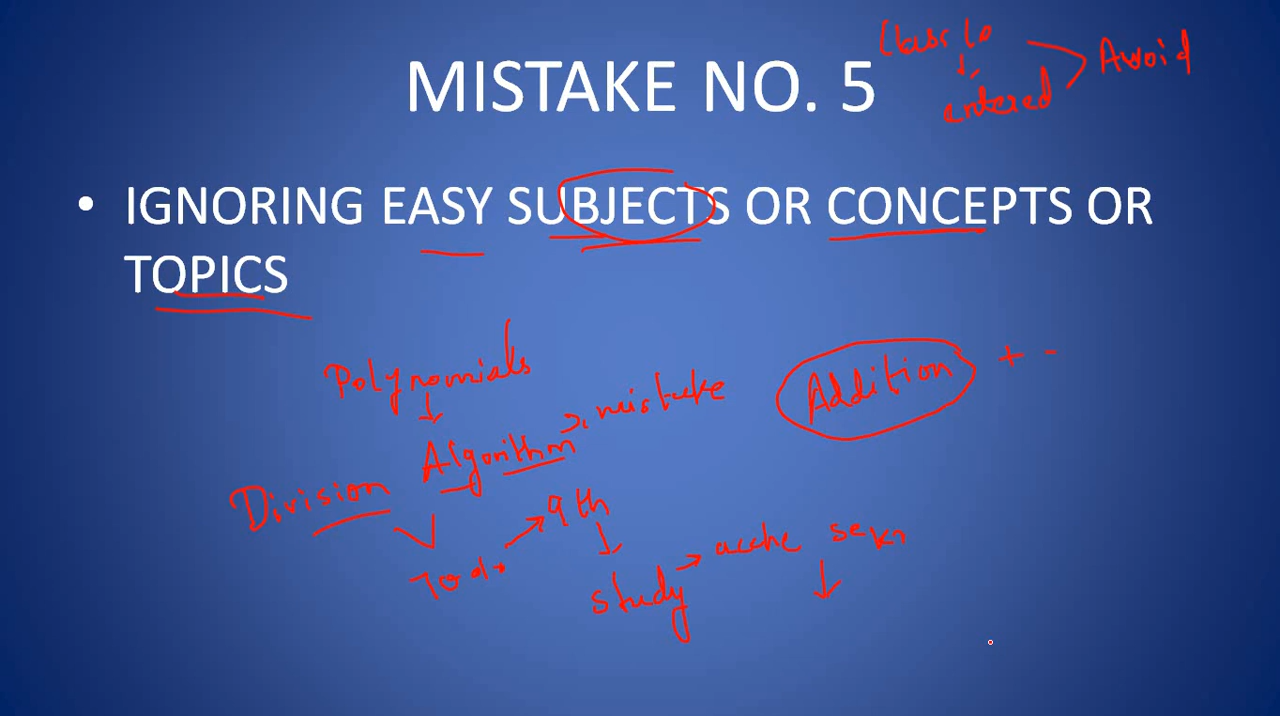 MISTAKE NO. 5
Class 10
entered
Avoid
• IGNORING EASY SUBJECTS OR CONCEPTS OR
TOPICS
Polynomials
Addition + -
mistake
Division Algorithm
9th
study
acche se